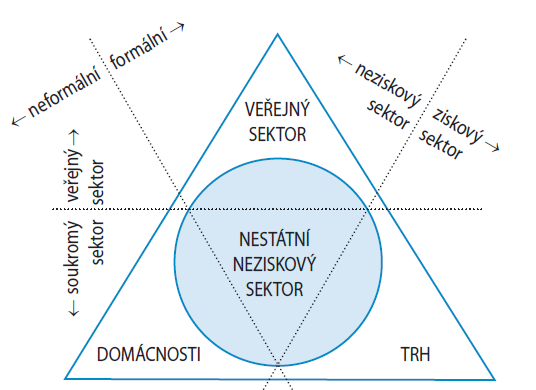 ← neformální formální →
← neziskový sektor
ziskový → sektor
VEŘEJNÝ
SEKTOR
← soukromý sektor
veřejný → sektor
NESTÁTNÍ
NEZISKOVÝ
SEKTOR
DOMÁCNOSTI
TRH